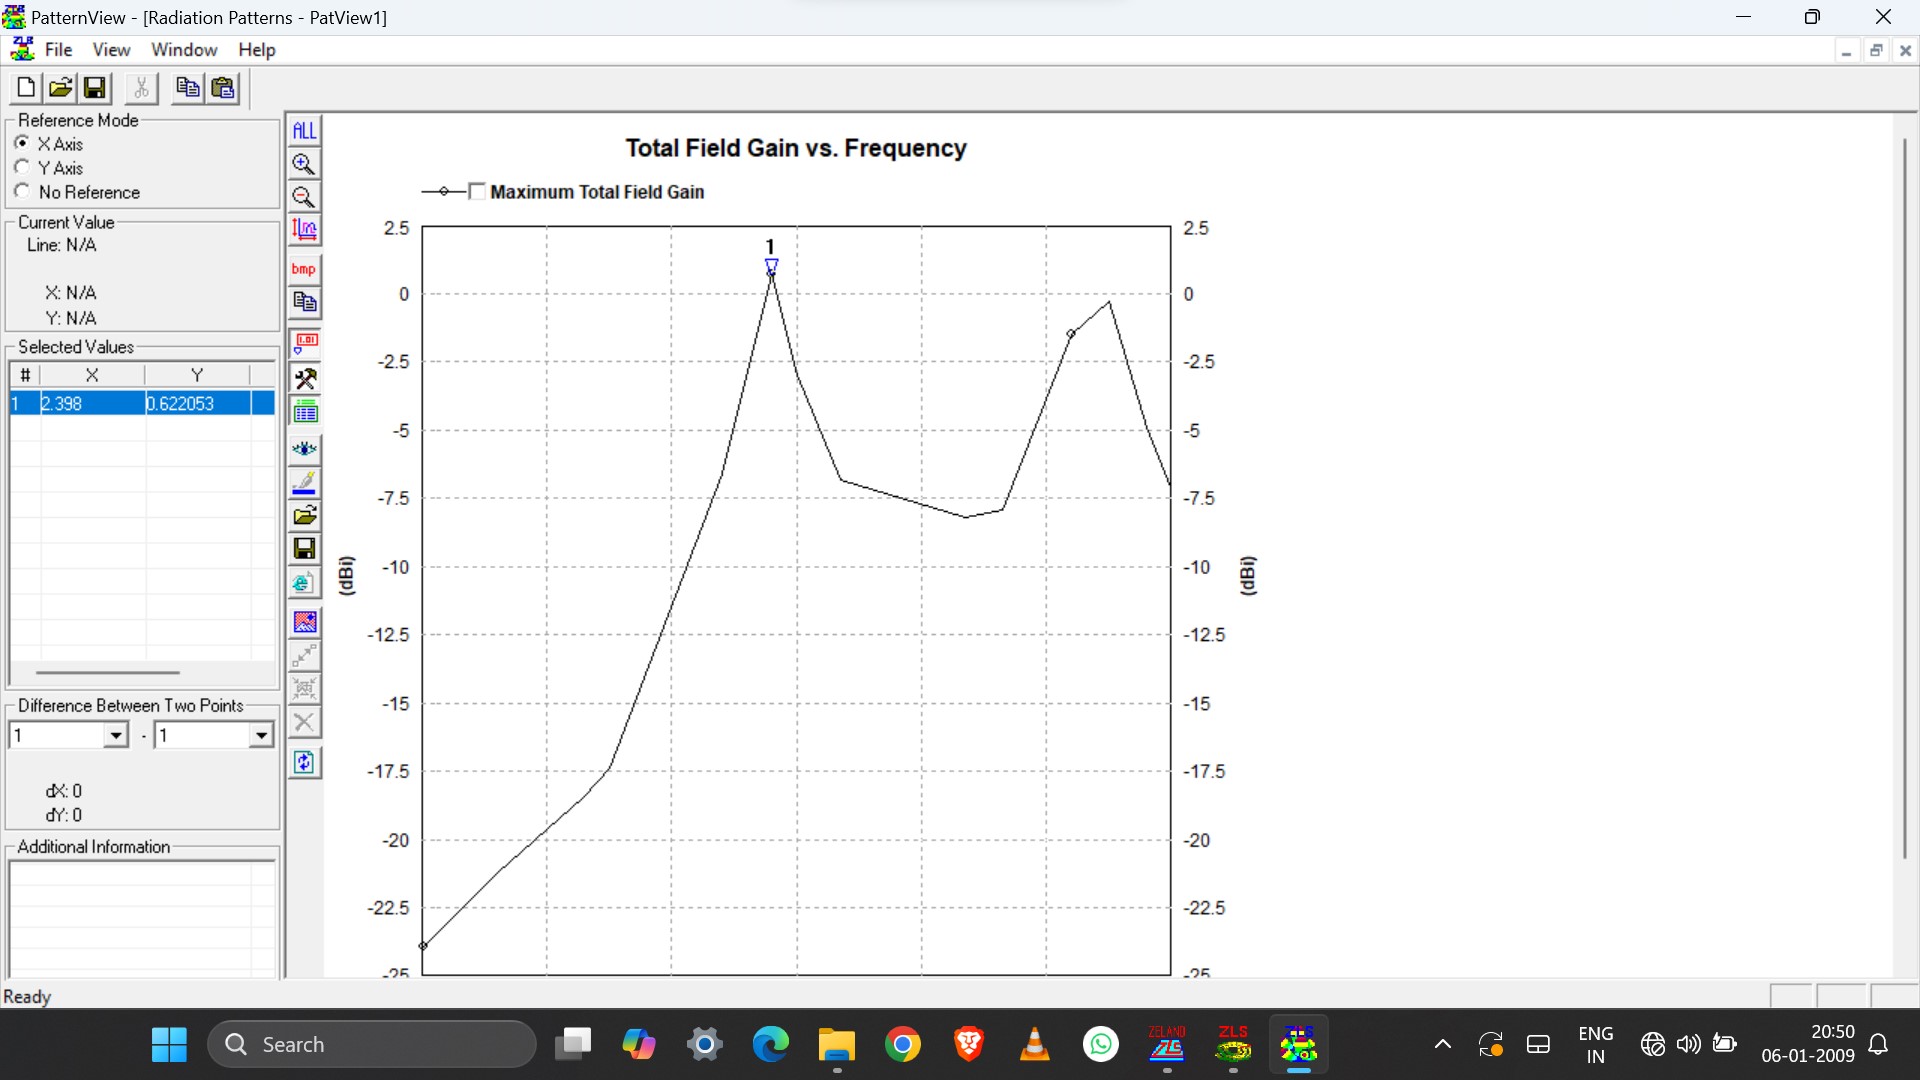 PatternView - [Radiation Patterns - PatView1]
File View Window Help
Reference Mode
X Axis
Y Axis
No Reference
Current Value
Line: N/A
X: N/A
Y: N/A
Selected Values
# X Y
1 2.398 0.622053
Difference Between Two Points
1 - 1
dX: 0
dY: 0
Additional Information
ALL
bmp
1.01
Total Field Gain vs. Frequency
Maximum Total Field Gain
1
2.5 2.5
0 0
-2.5 -2.5
-5 -5
-7.5 -7.5
-10 -10
(dBi) (dBi)
-12.5 -12.5
-15 -15
-17.5 -17.5
-20 -20
-22.5 -22.5
-25 -25
Ready
Search
ZELAND
ZLS
ZLS
ENG
IN
20:50
06-01-2009